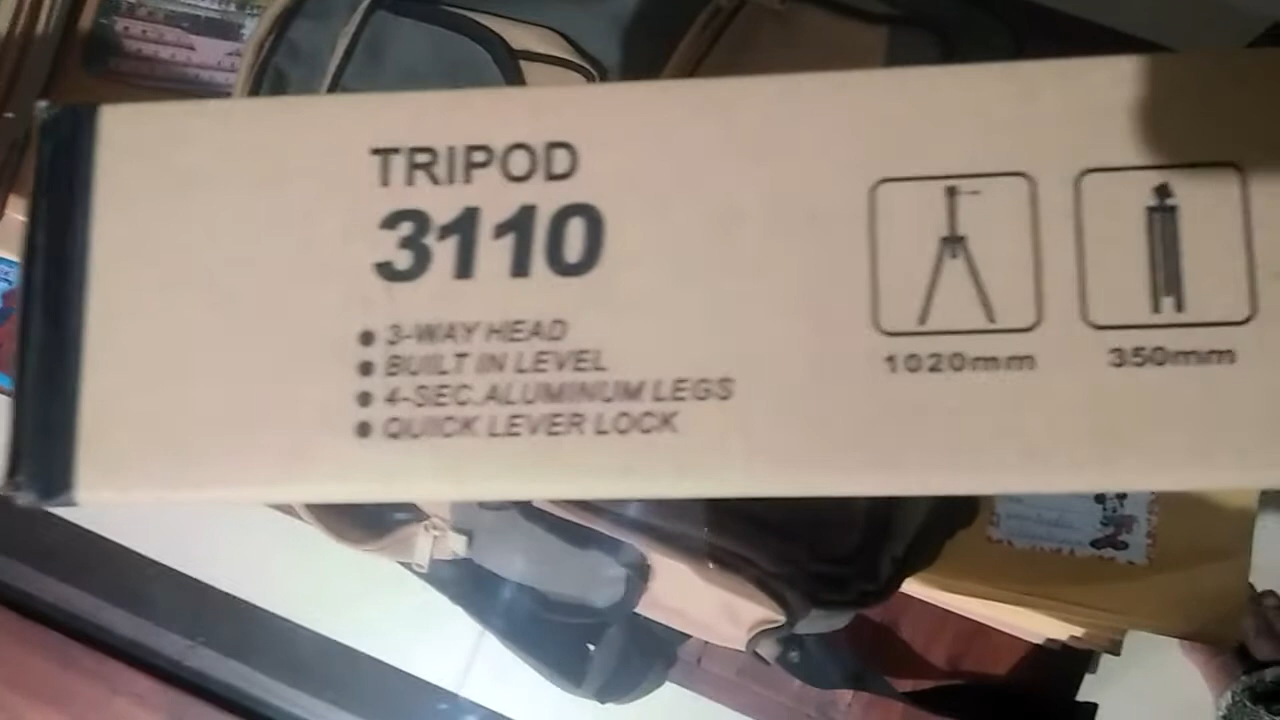 TRIPOD
3110
3-WAY HEAD
BUILT IN LEVEL
4-SEC.ALUMINUM LEGS
QUICK LEVER LOCK
1020mm
350mm